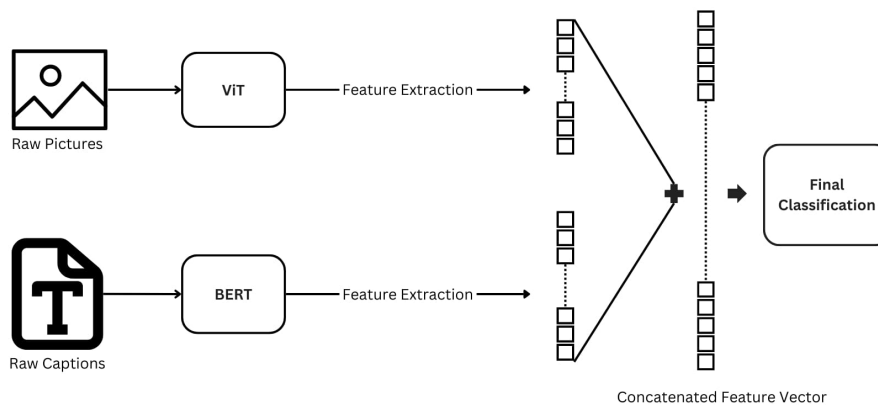 ViT
Feature Extraction
Raw Pictures
Final
Classification
BERT
Feature Extraction
Raw Captions
Concatenated Feature Vector